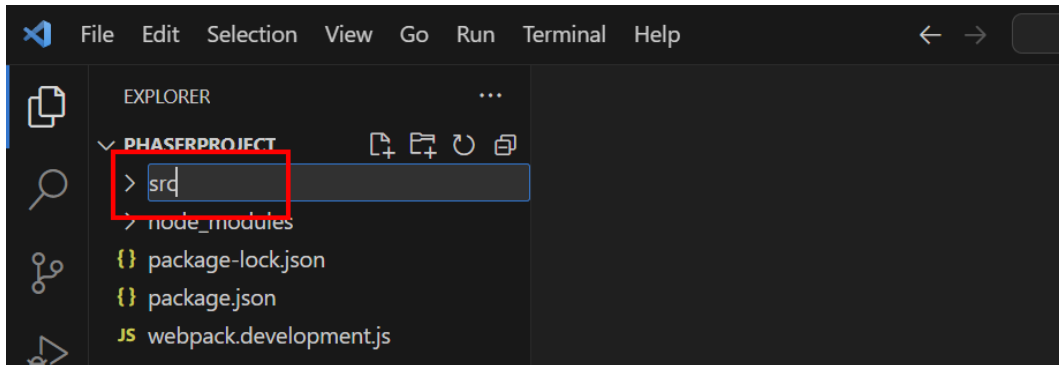 File Edit Selection View Go Run Terminal Help
EXPLORER
PHASERPROJECT
src
node_modules
{} package-lock.json
{} package.json
JS webpack.development.js